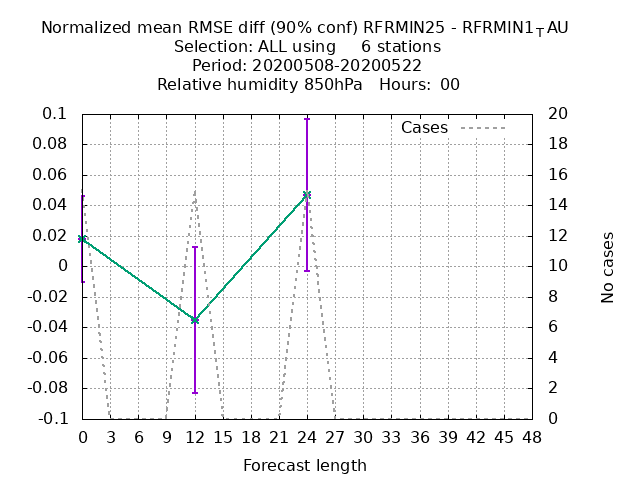 Normalized mean RMSE diff (90% conf) RFRMIN25 - RFRMIN1TAU
Selection: ALL using 6 stations
Period: 20200508-20200522
Relative humidity 850hPa Hours: 00
Cases
0.1
0.08
0.06
0.04
0.02
0
-0.02
-0.04
-0.06
-0.08
-0.1
20
18
16
14
12
10
8
6
4
2
0
No cases
0 3 6 9 12 15 18 21 24 27 30 33 36 39 42 45 48
Forecast length